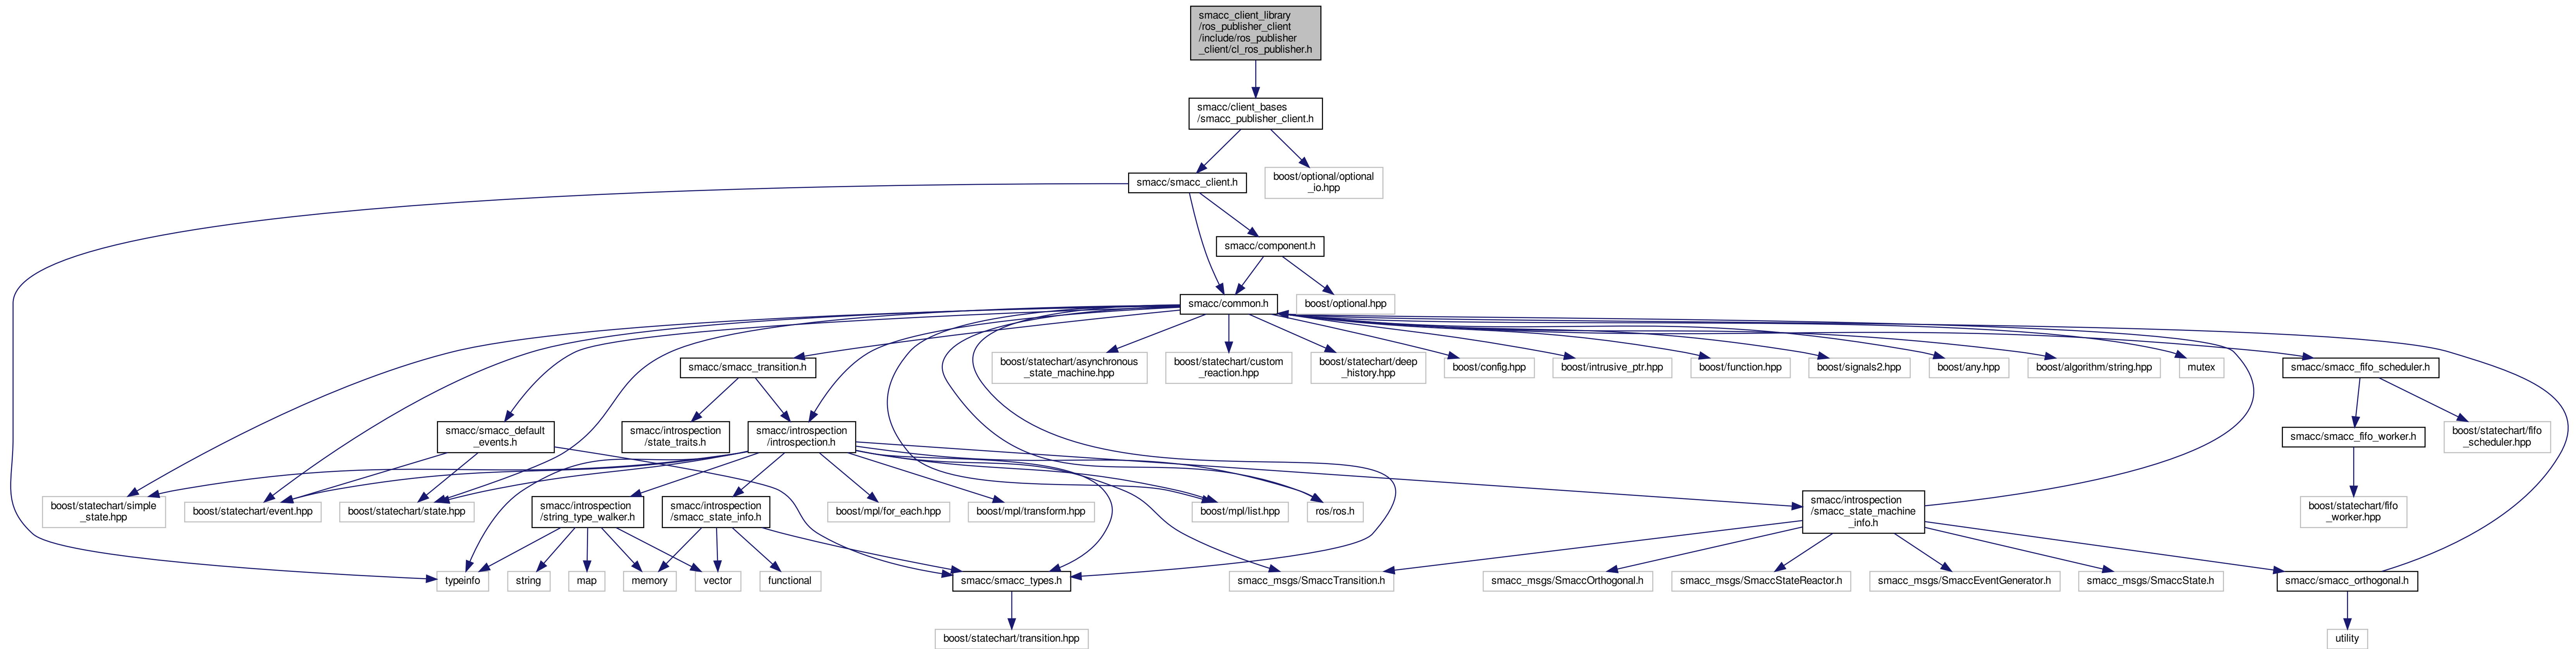 smacc_client_library
/ros_publisher_client
/include/ros_publisher
_client/cl_ros_publisher.h
smacc/client_bases
/smacc_publisher_client.h
smacc/smacc_client.h
boost/optional/optional
_io.hpp
smacc/component.h
smacc/common.h
boost/optional.hpp
smacc/smacc_transition.h
boost/statechart/asynchronous
_state_machine.hpp
boost/statechart/custom
_reaction.hpp
boost/statechart/deep
_history.hpp
boost/config.hpp
boost/intrusive_ptr.hpp
boost/function.hpp
boost/signals2.hpp
boost/any.hpp
boost/algorithm/string.hpp
mutex
smacc/smacc_fifo_scheduler.h
smacc/smacc_default
_events.h
smacc/introspection
/state_traits.h
smacc/introspection
/introspection.h
smacc/smacc_fifo_worker.h
boost/statechart/fifo
_scheduler.hpp
boost/statechart/simple
_state.hpp
boost/statechart/event.hpp
boost/statechart/state.hpp
smacc/introspection
/string_type_walker.h
smacc/introspection
/smacc_state_info.h
boost/mpl/for_each.hpp
boost/mpl/transform.hpp
boost/mpl/list.hpp
ros/ros.h
smacc/introspection
/smacc_state_machine
_info.h
boost/statechart/fifo
_worker.hpp
typeinfo
string
map
memory
vector
functional
smacc/smacc_types.h
smacc_msgs/SmaccTransition.h
smacc_msgs/SmaccOrthogonal.h
smacc_msgs/SmaccStateReactor.h
smacc_msgs/SmaccEventGenerator.h
smacc_msgs/SmaccState.h
smacc/smacc_orthogonal.h
boost/statechart/transition.hpp
utility